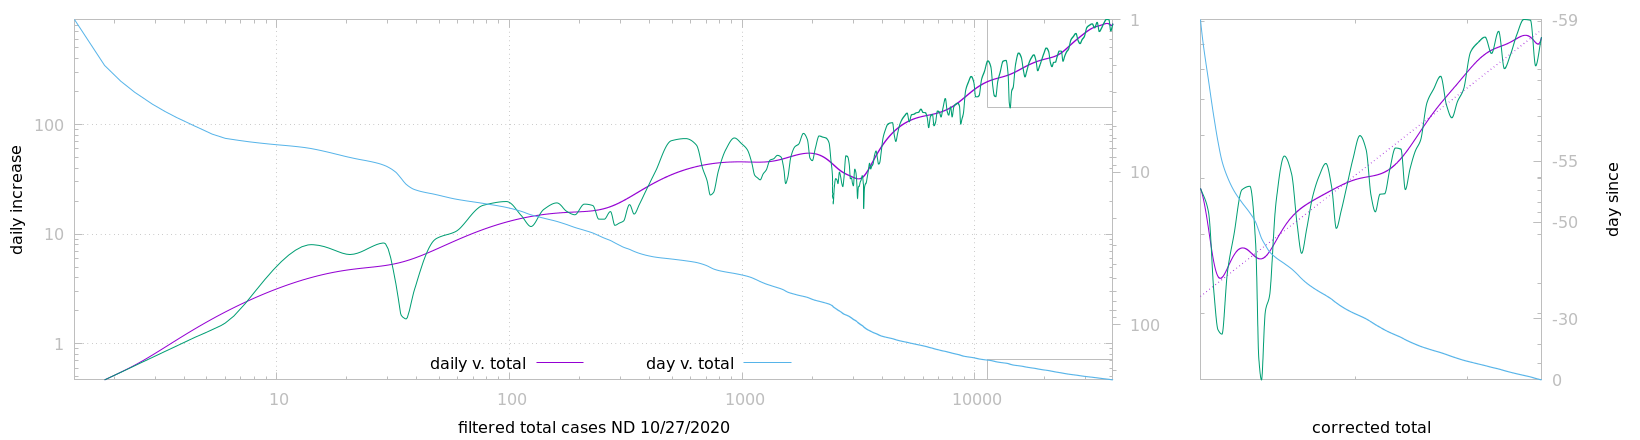 1
-59
100
daily increase
10
-55
day since
-50
10
100
-30
1
daily v. total
day v. total
0
10
100
1000
10000
filtered total cases ND 10/27/2020
corrected total